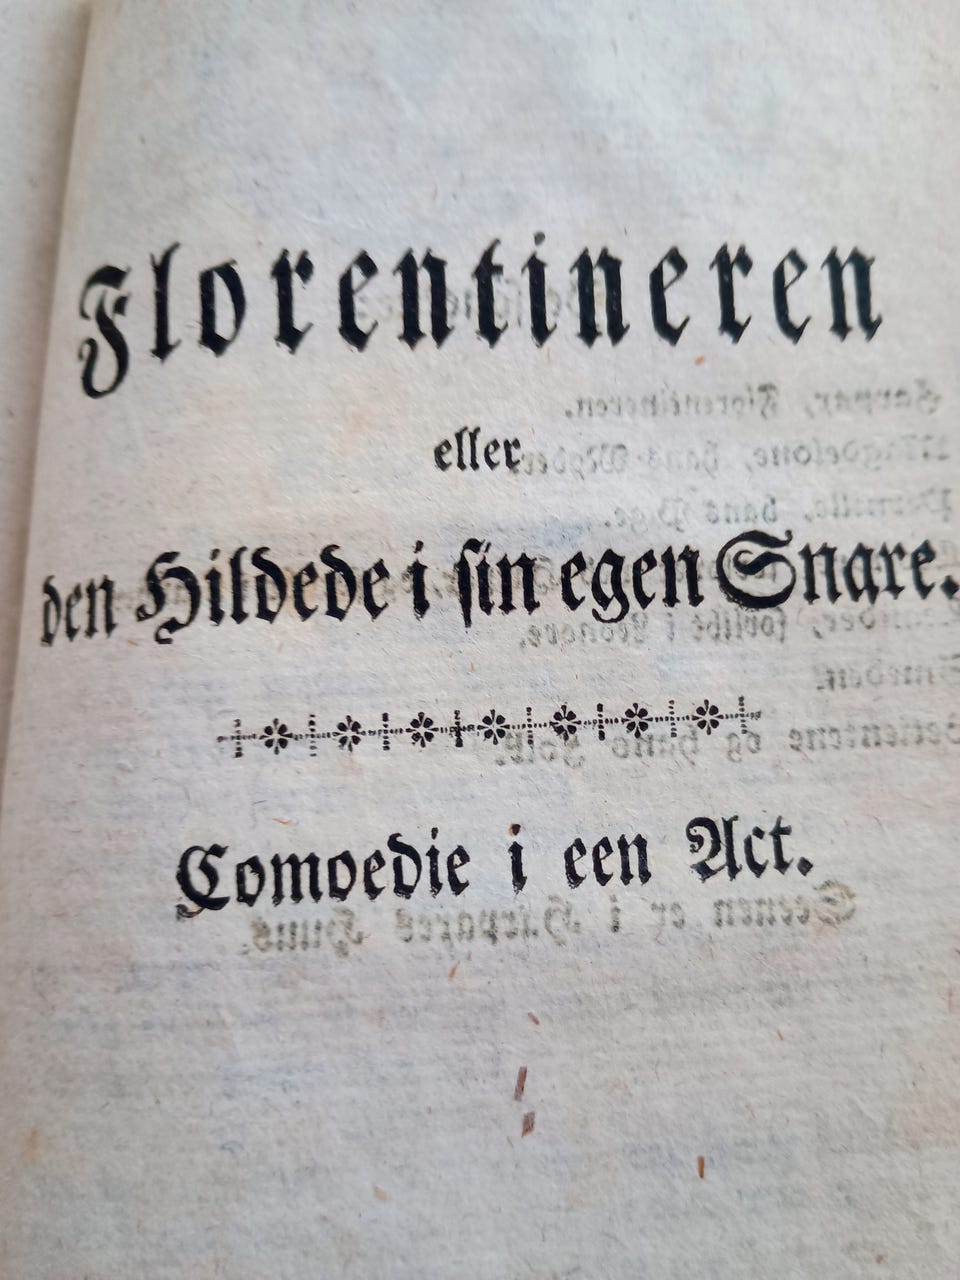 Florentineren
eller
den Hildede i sin egen Snare.
Comoedie i een Act.